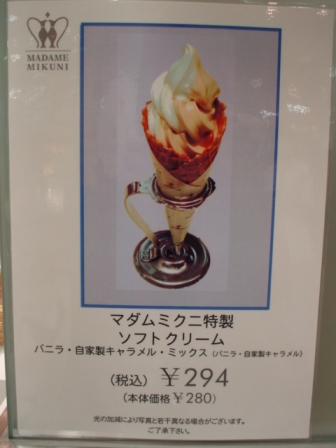 MADAME
MIKUNI
マダムミクニ特製
ソフトクリーム
バニラ・自家製キャラメル・ミックス（バニラ・自家製キャラメル）
（税込）￥294
（本体価格￥280）
光の加減により写真と若干異なる場合がございます。
ご了承下さい。